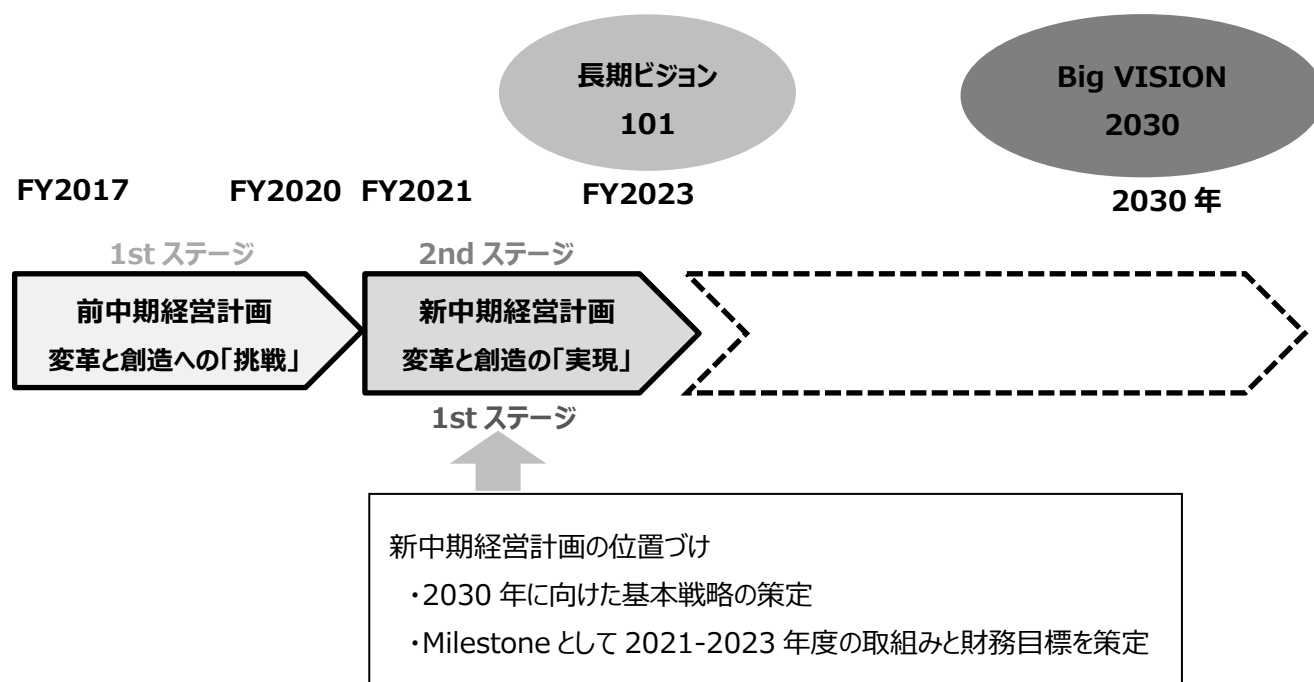 長期ビジョン
101
Big VISION
2030
FY2017
FY2020
FY2021
FY2023
2030 年
1st ステージ
2nd ステージ
前中期経営計画
変革と創造への「挑戦」
新中期経営計画
変革と創造の「実現」
1st ステージ
新中期経営計画の位置づけ
・2030 年に向けた基本戦略の策定
・Milestone として 2021-2023 年度の取組みと財務目標を策定